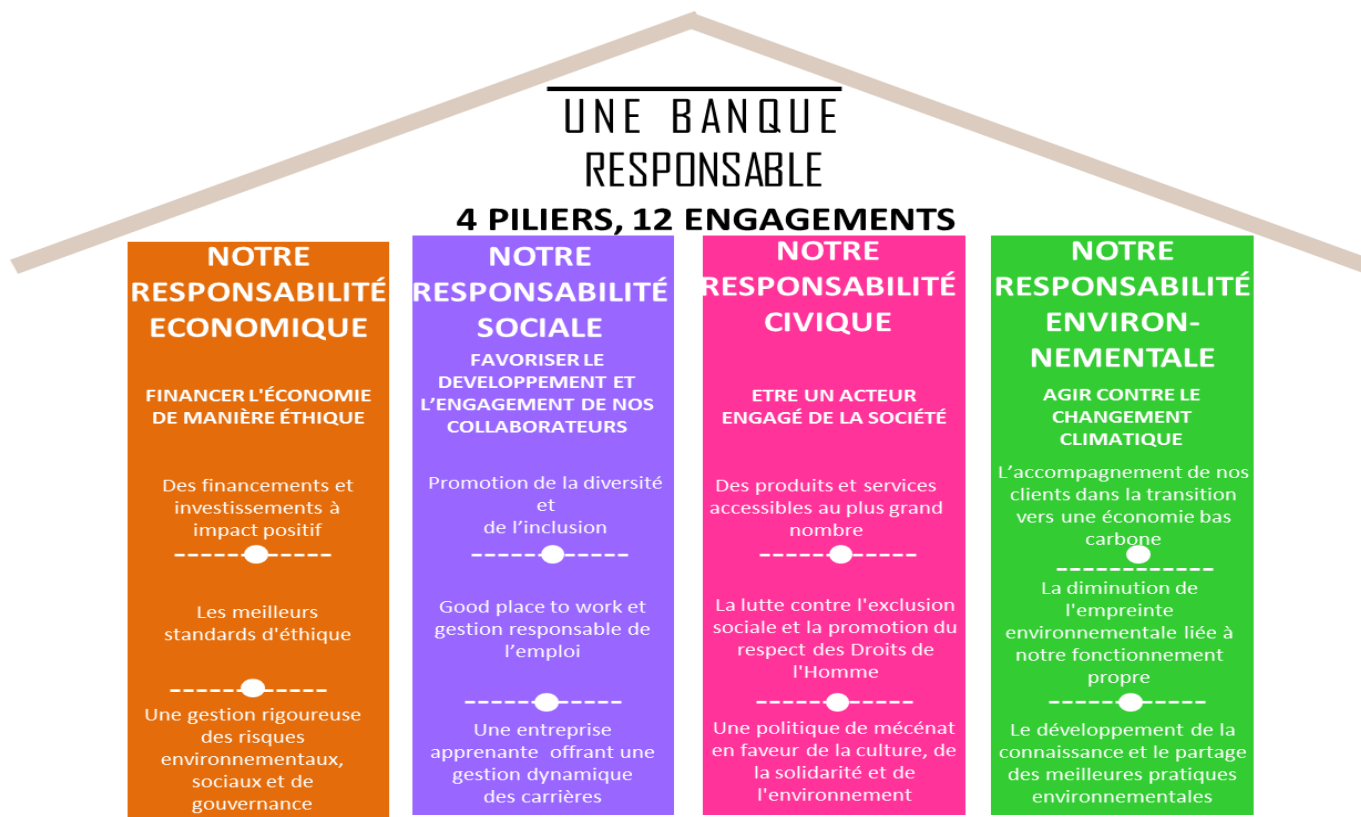 UNE BANQUE
RESPONSABLE
4 PILIERS, 12 ENGAGEMENTS
NOTRE
RESPONSABILITÉ
ECONOMIQUE
FINANCER L'ÉCONOMIE
DE MANIÈRE ÉTHIQUE
Des financements et
investissements à
impact positif
Les meilleurs
standards d'éthique
Une gestion rigoureuse
des risques
environnementaux,
sociaux et de
gouvernance
NOTRE
RESPONSABILITÉ
SOCIALE
FAVORISER LE
DEVELOPPEMENT ET
L’ENGAGEMENT DE NOS
COLLABORATEURS
Promotion de la diversité
et
de l’inclusion
Good place to work et
gestion responsable de
l’emploi
Une entreprise
apprenante offrant une
gestion dynamique
des carrières
NOTRE
RESPONSABILITÉ
CIVIQUE
ETRE UN ACTEUR
ENGAGÉ DE LA SOCIÉTÉ
Des produits et services
accessibles au plus grand
nombre
La lutte contre l'exclusion
sociale et la promotion du
respect des Droits de
l'Homme
Une politique de mécénat
en faveur de la culture, de
la solidarité et de
l'environnement
NOTRE
RESPONSABILITÉ
ENVIRON-
NEMENTALE
AGIR CONTRE LE
CHANGEMENT
CLIMATIQUE
L’accompagnement de nos
clients dans la transition
vers une économie bas
carbone
La diminution de
l'empreinte
environnementale liée à
notre fonctionnement
propre
Le développement de la
connaissance et le partage
des meilleures pratiques
environnementales